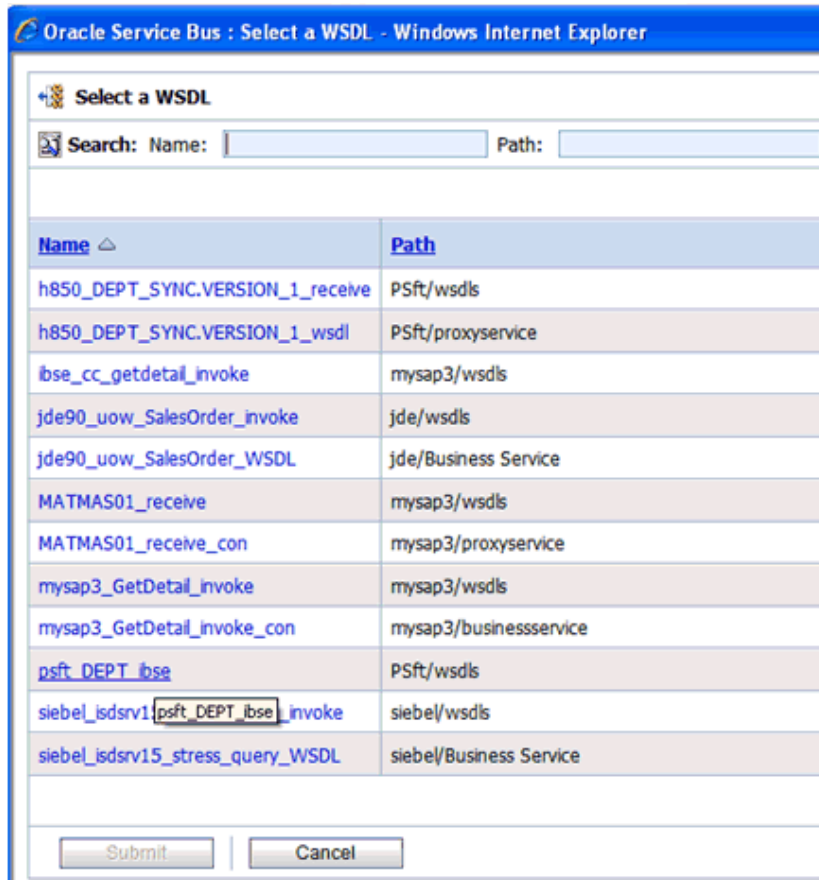 Oracle Service Bus : Select a WSDL - Windows Internet Explorer
Select a WSDL
Search: Name: Path:
Name Path
h850_DEPT_SYNC.VERSION_1_receive PSft/wsdls
h850_DEPT_SYNC.VERSION_1_wsdl PSft/proxyservice
ibse_cc_getdetail_invoke mysap3/wsdls
jde90_uow_SalesOrder_invoke jde/wsdls
jde90_uow_SalesOrder_WSDL jde/Business Service
MATMAS01_receive mysap3/wsdls
MATMAS01_receive_con mysap3/proxyservice
mysap3_GetDetail_invoke mysap3/wsdls
mysap3_GetDetail_invoke_con mysap3/businessservice
psft_DEPT_ibse PSft/wsdls
siebel_isdsrv1 psft_DEPT_ibse _invoke siebel/wsdls
siebel_isdsrv15_stress_query_WSDL siebel/Business Service
Submit Cancel